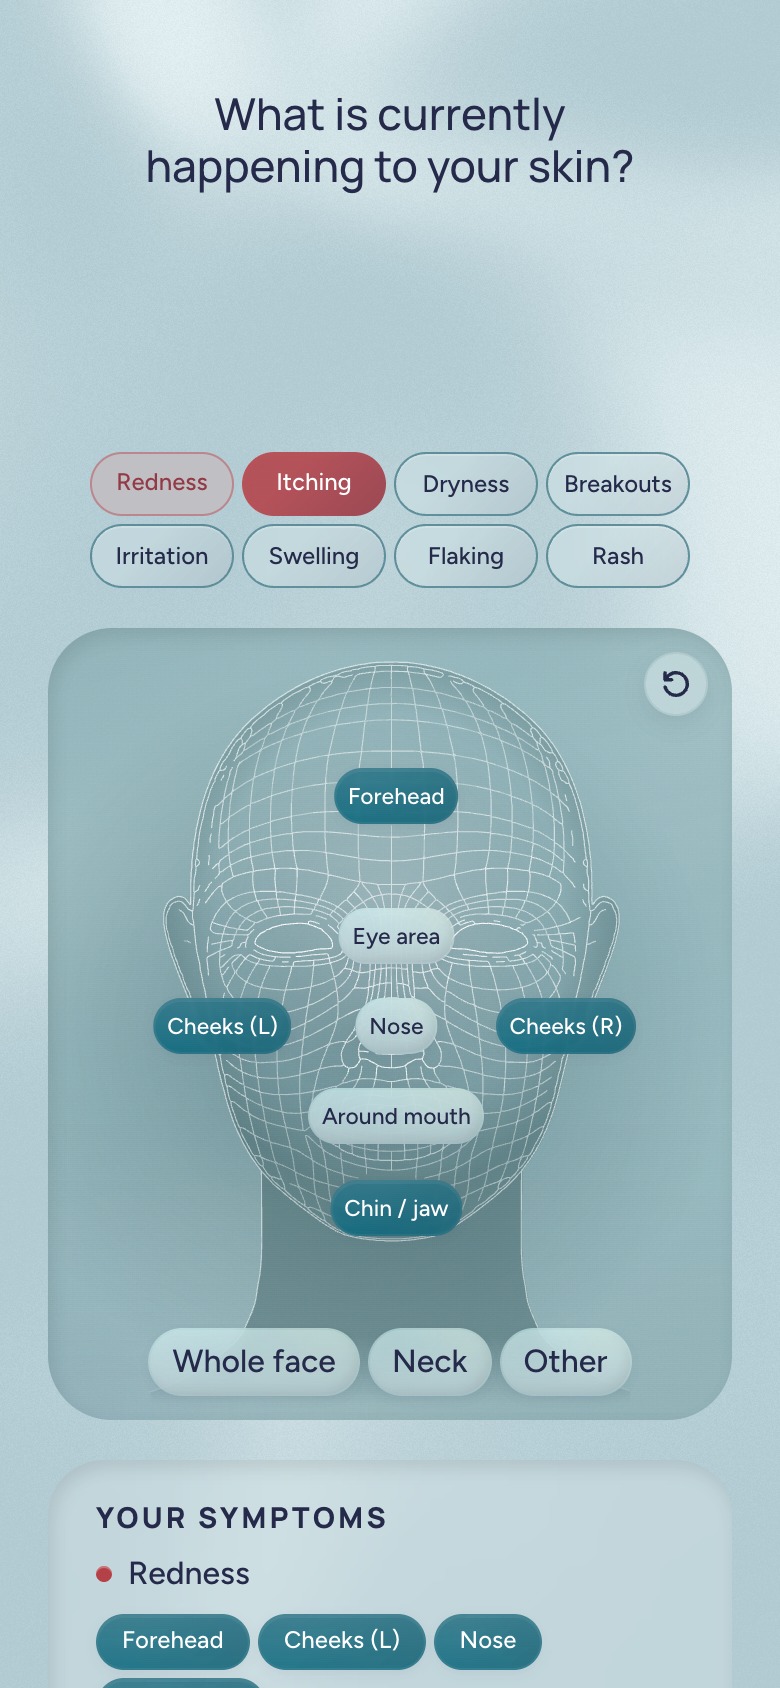 What is currently
happening to your skin?
Redness Itching Dryness Breakouts
Irritation Swelling Flaking Rash
Forehead
Eye area
Cheeks (L) Nose Cheeks (R)
Around mouth
Chin / jaw
Whole face Neck Other
YOUR SYMPTOMS
Redness
Forehead Cheeks (L) Nose